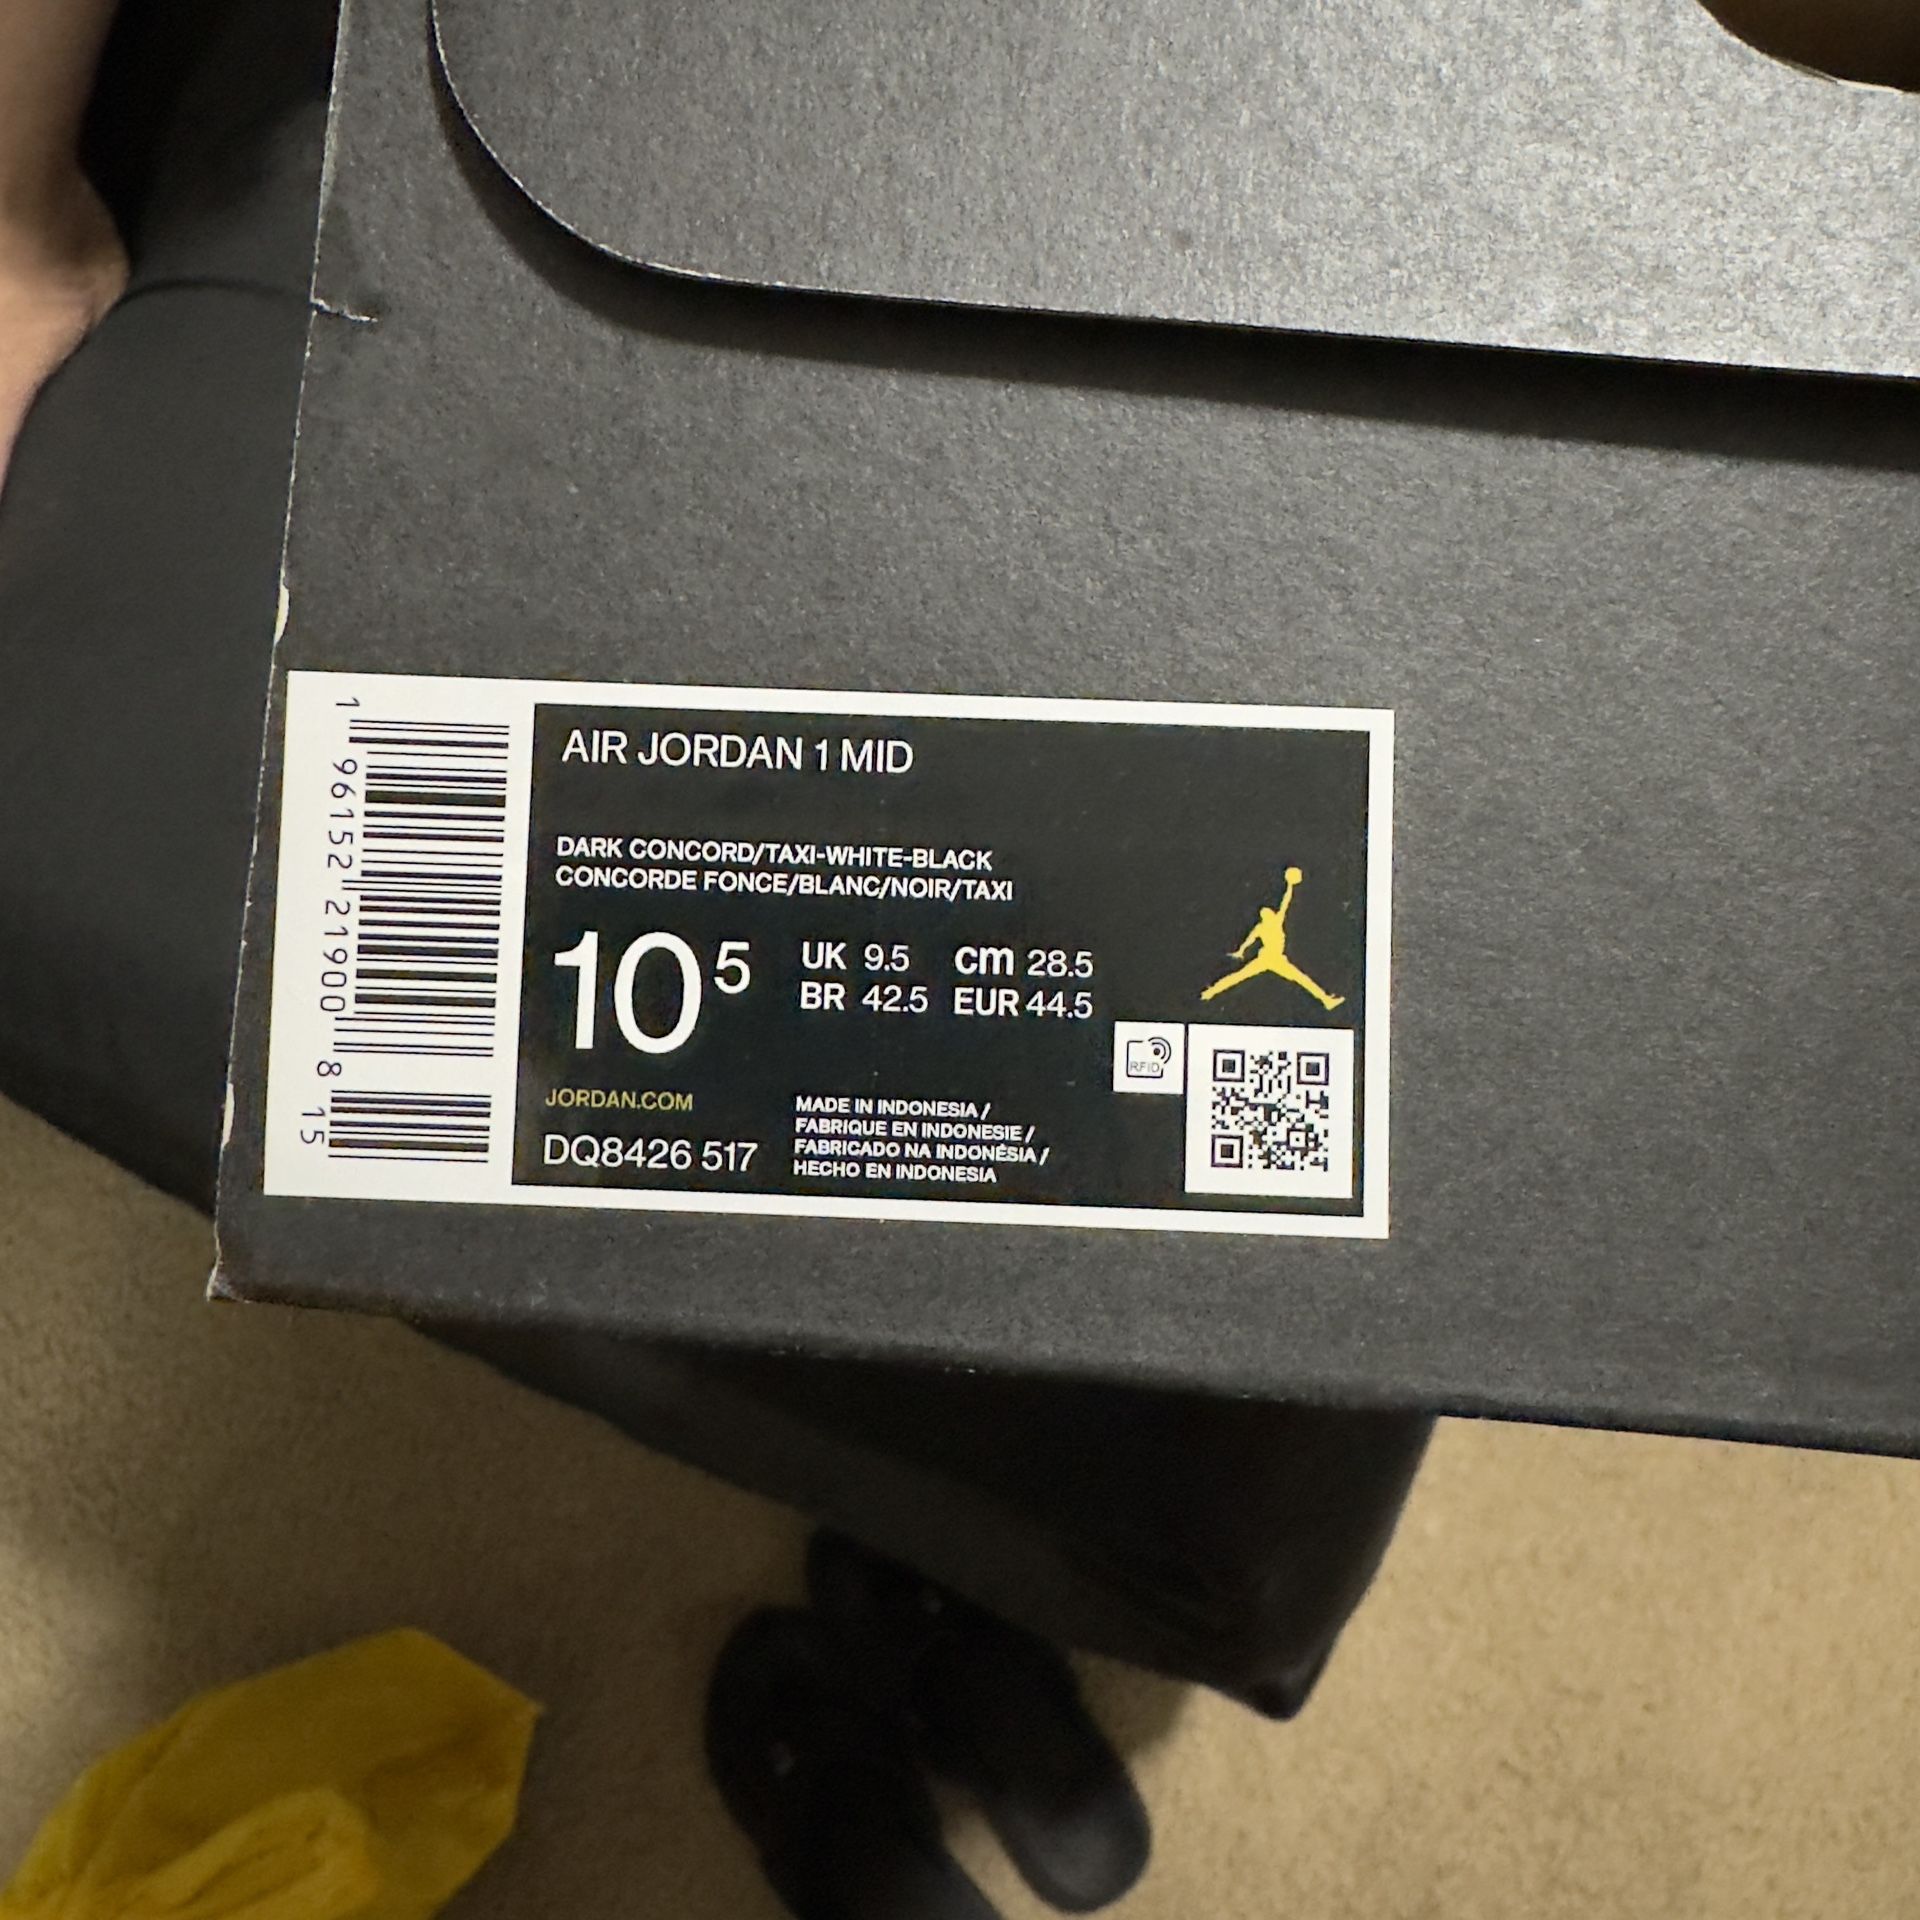 AIR JORDAN 1 MID
DARK CONCORD/TAXI-WHITE-BLACK
CONCORDE FONCE/BLANC/NOIR/TAXI
10 5
UK 9.5 cm 28.5
BR 42.5 EUR 44.5
RFID
JORDAN.COM
DQ8426 517
MADE IN INDONESIA /
FABRIQUE EN INDONESIE /
FABRICADO NA INDONÉSIA /
HECHO EN INDONESIA
1 96152 21900 8 15